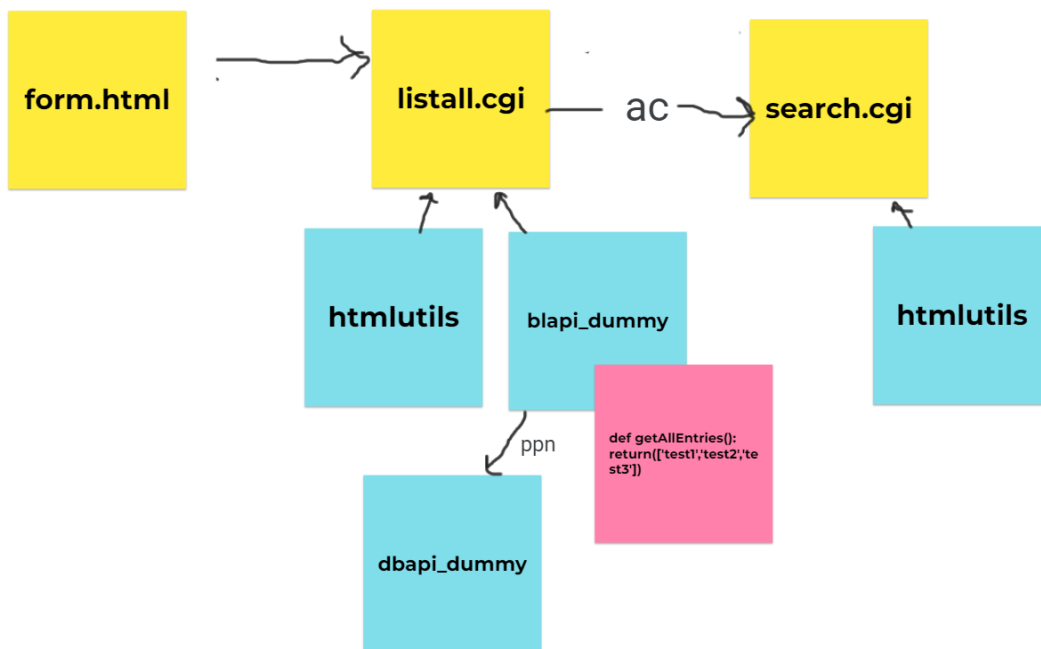 form.html
listall.cgi
ac
search.cgi
htmlutils
blapi_dummy
htmlutils
def getAllEntries():
return(['test1','test2','te
st3'])
ppn
dbapi_dummy